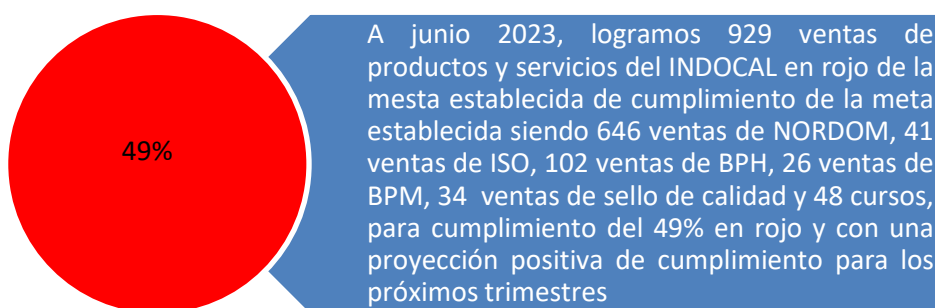 49%
A junio 2023, logramos 929 ventas de
productos y servicios del INDOCAL en rojo de la
mesta establecida de cumplimiento de la meta
establecida siendo 646 ventas de NORDOM, 41
ventas de ISO, 102 ventas de BPH, 26 ventas de
BPM, 34 ventas de sello de calidad y 48 cursos,
para cumplimiento del 49% en rojo y con una
proyección positiva de cumplimiento para los
próximos trimestres